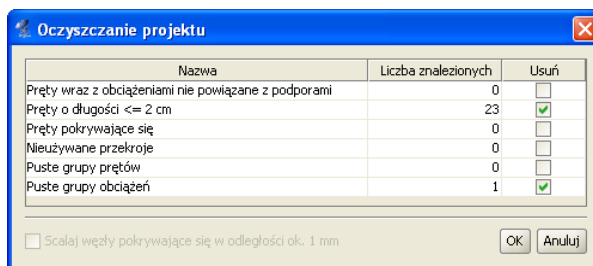 Oczyszczanie projektu
Nazwa Liczba znalezionych Usuń
Pręty wraz z obciążeniami nie powiązane z podporami 0
Pręty o długości <= 2 cm 23
Pręty pokrywające się 0
Nieużywane przekroje 0
Puste grupy prętów 0
Puste grupy obciążeń 1
Scalaj węzły pokrywające się w odległości ok. 1 mm OK Anuluj